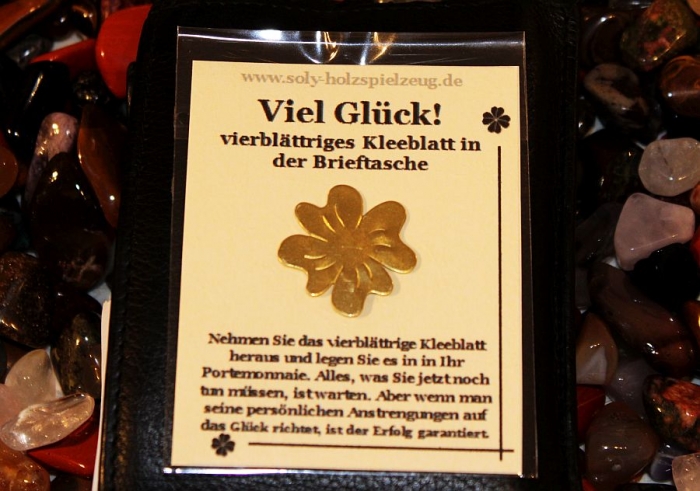 www.soly-holzspielzeug.de
Viel Glück!
vierblättriges Kleeblatt in
der Brieftasche
Nehmen Sie das vierblättrige Kleeblatt
heraus und legen Sie es in in Ihr
Portemonnaie. Alles, was Sie jetzt noch
tun müssen, ist warten. Aber wenn man
seine persönlichen Anstrengungen auf
das Glück richtet, ist der Erfolg garantiert.